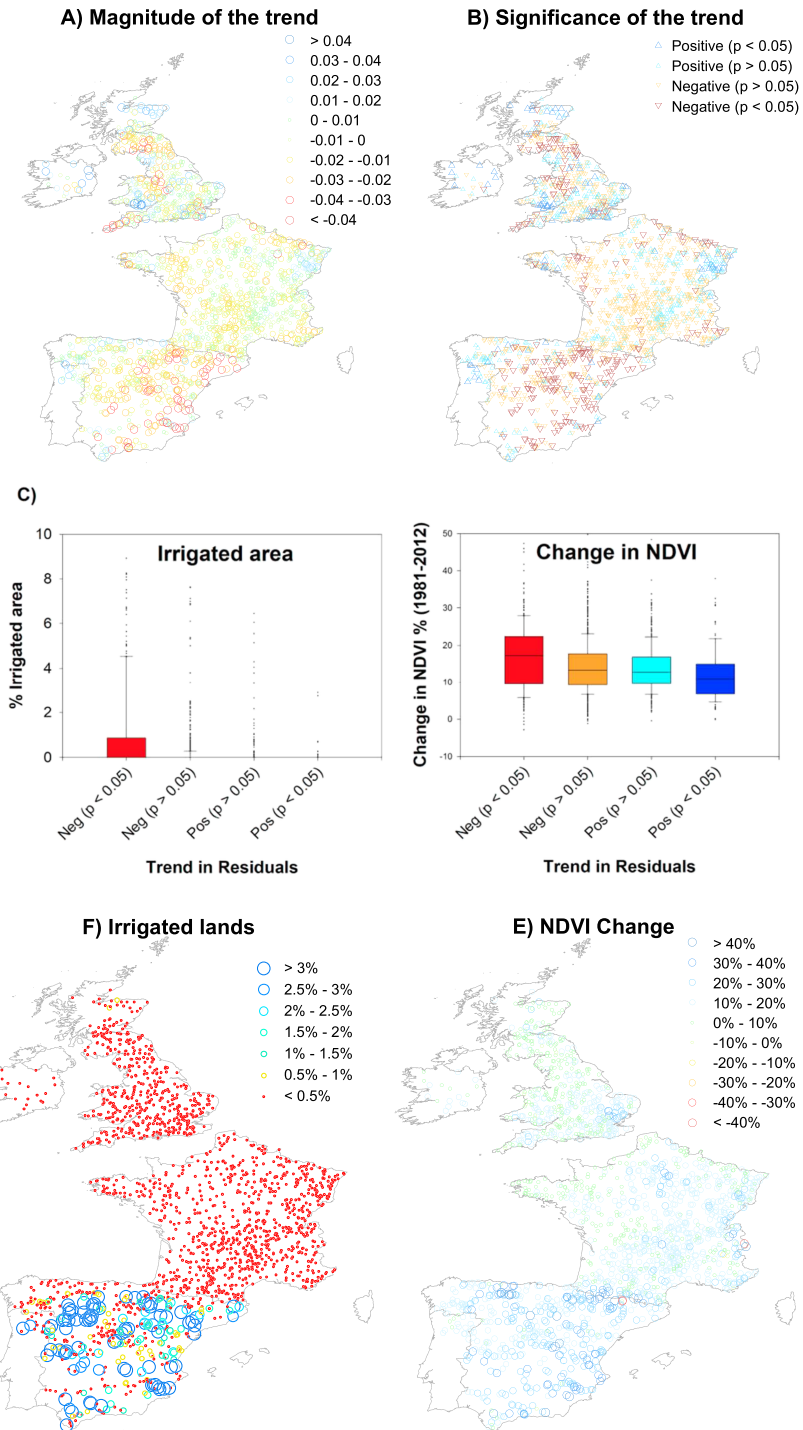 A) Magnitude of the trend
> 0.04
0.03 - 0.04
0.02 - 0.03
0.01 - 0.02
0 - 0.01
-0.01 - 0
-0.02 - -0.01
-0.03 - -0.02
-0.04 - -0.03
< -0.04
B) Significance of the trend
Positive (p < 0.05)
Positive (p > 0.05)
Negative (p > 0.05)
Negative (p < 0.05)
C)
Irrigated area
% Irrigated area
10
8
6
4
2
0
Neg (p < 0.05)
Neg (p > 0.05)
Pos (p > 0.05)
Pos (p < 0.05)
Trend in Residuals
Change in NDVI
Change in NDVI % (1981-2012)
50
40
30
20
10
0
-10
Neg (p < 0.05)
Neg (p > 0.05)
Pos (p > 0.05)
Pos (p < 0.05)
Trend in Residuals
F) Irrigated lands
> 3%
2.5% - 3%
2% - 2.5%
1.5% - 2%
1% - 1.5%
0.5% - 1%
< 0.5%
E) NDVI Change
> 40%
30% - 40%
20% - 30%
10% - 20%
0% - 10%
-10% - 0%
-20% - -10%
-30% - -20%
-40% - -30%
< -40%